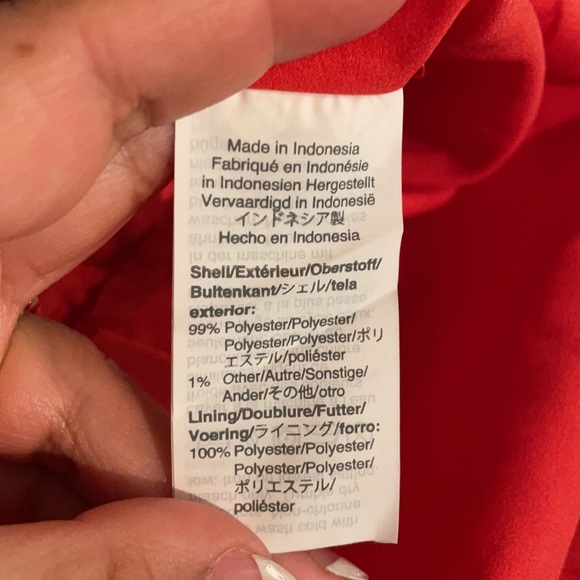 Made in Indonesia
Fabriqué en Indonésie
in Indonesien Hergestellt
Vervaardigd in Indonesië
インドネシア製
Hecho en Indonesia
Shell/Extérieur/Oberstoff/
Buitenkant/シェル/tela
exterior:
99% Polyester/Polyester/
Polyester/Polyester/ポリ
エステル/poliéster
1% Other/Autre/Sonstige/
Ander/その他/otro
Lining/Doublure/Futter/
Voering/ライニング/forro:
100% Polyester/Polyester/
Polyester/Polyester/
ポリエステル/
poliéster